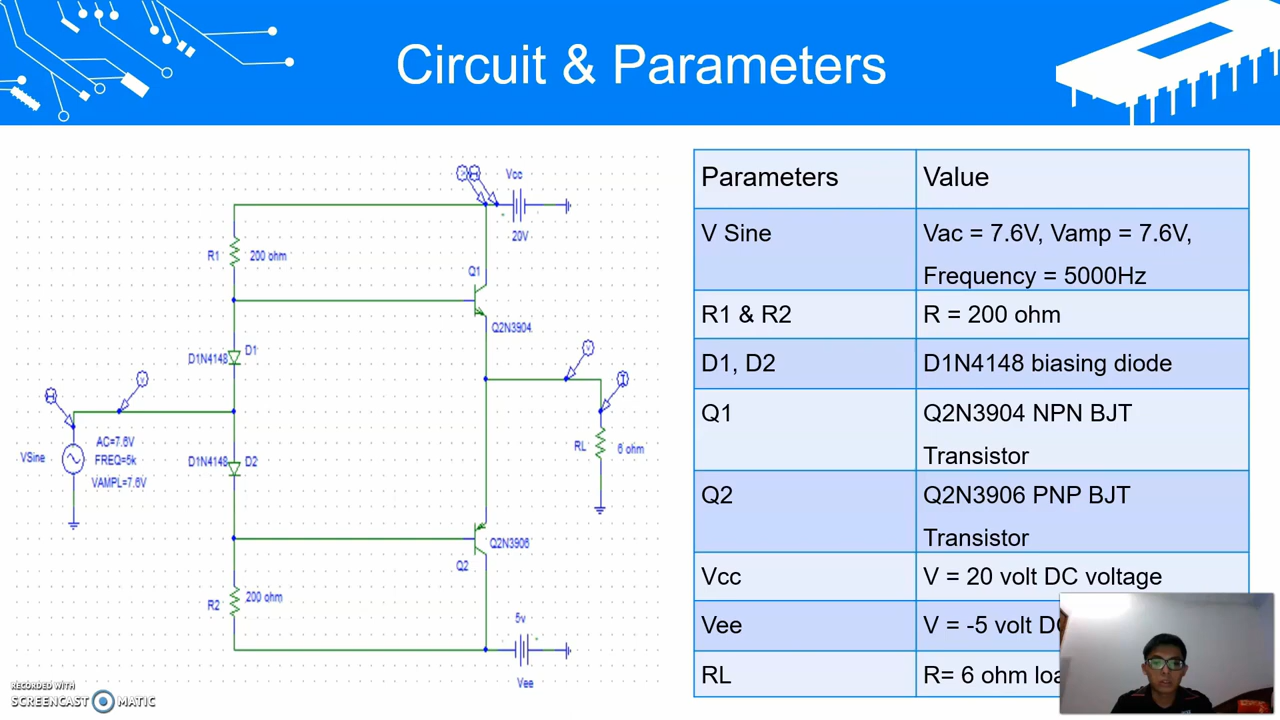 Circuit & Parameters
Vcc
20V
R1
200 ohm
Q1
Q2N3904
D1N4148
D1
VSine
AC=7.6V
FREQ=5k
VAMPL=7.6V
D1N4148
D2
RL
6 ohm
Q2N3906
Q2
R2
200 ohm
5v
Vee
Parameters
Value
V Sine
Vac = 7.6V, Vamp = 7.6V,
Frequency = 5000Hz
R1 & R2
R = 200 ohm
D1, D2
D1N4148 biasing diode
Q1
Q2N3904 NPN BJT
Transistor
Q2
Q2N3906 PNP BJT
Transistor
Vcc
V = 20 volt DC voltage
Vee
V = -5 volt
RL
R= 6 ohm
RECORDED WITH
SCREENCAST MATIC